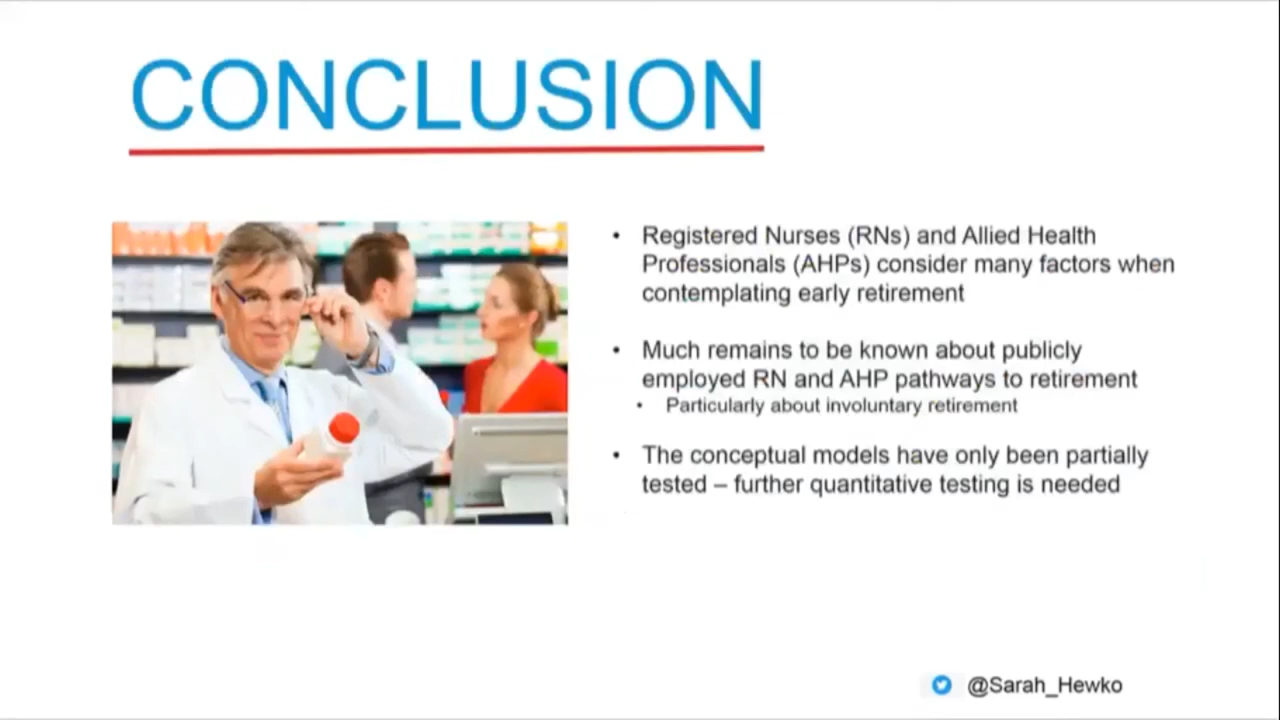 CONCLUSION
• Registered Nurses (RNs) and Allied Health
Professionals (AHPs) consider many factors when
contemplating early retirement
• Much remains to be known about publicly
employed RN and AHP pathways to retirement
• Particularly about involuntary retirement
• The conceptual models have only been partially
tested – further quantitative testing is needed
@Sarah_Hewko